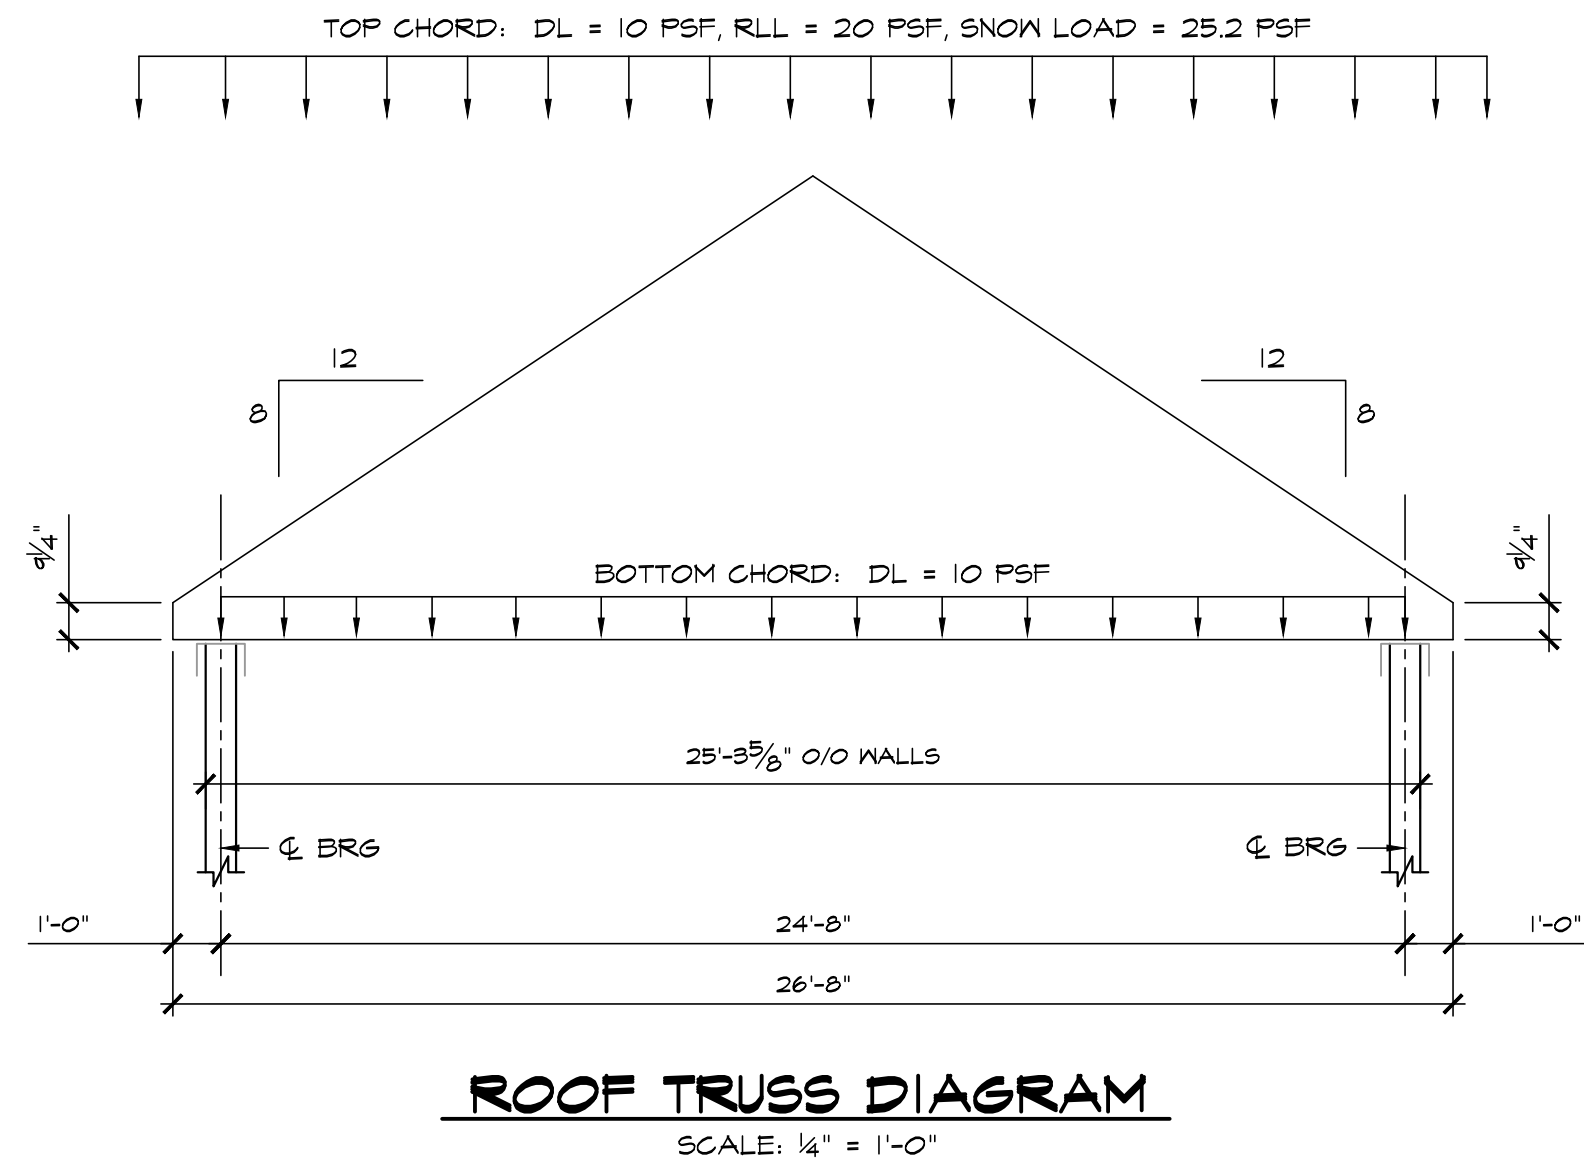 TOP CHORD: DL = 10 PSF, RLL = 20 PSF, SNOW LOAD = 25.2 PSF
12
12
8
8
9¼"
9¼"
BOTTOM CHORD: DL = 10 PSF
25'-3⅝" O/O WALLS
℄ BRG
℄ BRG
1'-0"
24'-8"
1'-0"
26'-8"
ROOF TRUSS DIAGRAM
SCALE: ¼" = 1'-0"